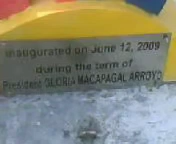 Inaugurated on June 12, 2009
during the term of
President GLORIA MACAPAGAL ARROYO